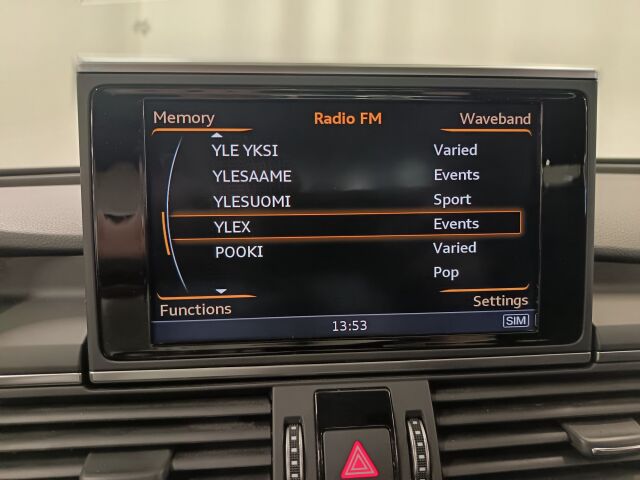 Memory Radio FM Waveband
YLE YKSI Varied
YLESAAME Events
YLESUOMI Sport
YLEX Events
POOKI Varied
Pop
Functions Settings
13:53 SIM